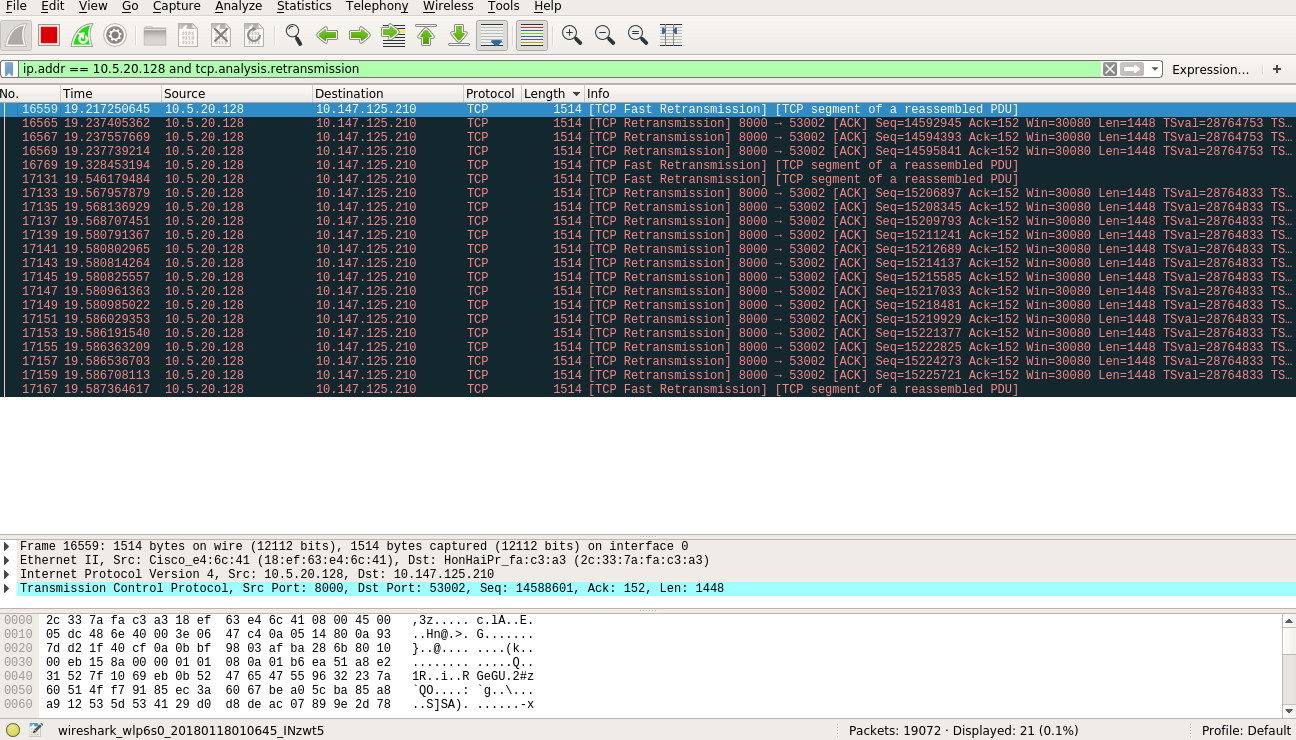 File Edit View Go Capture Analyze Statistics Telephony Wireless Tools Help
ip.addr == 10.5.20.128 and tcp.analysis.retransmission Expression… +
No. Time Source Destination Protocol Length Info
16559 19.217250645 10.5.20.128 10.147.125.210 TCP 1514 [TCP Fast Retransmission] [TCP segment of a reassembled PDU]
16565 19.237405362 10.5.20.128 10.147.125.210 TCP 1514 [TCP Retransmission] 8000 → 53002 [ACK] Seq=14592945 Ack=152 Win=30080 Len=1448 TSval=28764753 TS…
16567 19.237557669 10.5.20.128 10.147.125.210 TCP 1514 [TCP Retransmission] 8000 → 53002 [ACK] Seq=14594393 Ack=152 Win=30080 Len=1448 TSval=28764753 TS…
16569 19.237739214 10.5.20.128 10.147.125.210 TCP 1514 [TCP Retransmission] 8000 → 53002 [ACK] Seq=14595841 Ack=152 Win=30080 Len=1448 TSval=28764753 TS…
16769 19.328453194 10.5.20.128 10.147.125.210 TCP 1514 [TCP Fast Retransmission] [TCP segment of a reassembled PDU]
17131 19.546179484 10.5.20.128 10.147.125.210 TCP 1514 [TCP Fast Retransmission] [TCP segment of a reassembled PDU]
17133 19.567957879 10.5.20.128 10.147.125.210 TCP 1514 [TCP Retransmission] 8000 → 53002 [ACK] Seq=15206897 Ack=152 Win=30080 Len=1448 TSval=28764833 TS…
17135 19.568136929 10.5.20.128 10.147.125.210 TCP 1514 [TCP Retransmission] 8000 → 53002 [ACK] Seq=15208345 Ack=152 Win=30080 Len=1448 TSval=28764833 TS…
17137 19.568707451 10.5.20.128 10.147.125.210 TCP 1514 [TCP Retransmission] 8000 → 53002 [ACK] Seq=15209793 Ack=152 Win=30080 Len=1448 TSval=28764833 TS…
17139 19.580791367 10.5.20.128 10.147.125.210 TCP 1514 [TCP Retransmission] 8000 → 53002 [ACK] Seq=15211241 Ack=152 Win=30080 Len=1448 TSval=28764833 TS…
17141 19.580802965 10.5.20.128 10.147.125.210 TCP 1514 [TCP Retransmission] 8000 → 53002 [ACK] Seq=15212689 Ack=152 Win=30080 Len=1448 TSval=28764833 TS…
17143 19.580814264 10.5.20.128 10.147.125.210 TCP 1514 [TCP Retransmission] 8000 → 53002 [ACK] Seq=15214137 Ack=152 Win=30080 Len=1448 TSval=28764833 TS…
17145 19.580825557 10.5.20.128 10.147.125.210 TCP 1514 [TCP Retransmission] 8000 → 53002 [ACK] Seq=15215585 Ack=152 Win=30080 Len=1448 TSval=28764833 TS…
17147 19.580961363 10.5.20.128 10.147.125.210 TCP 1514 [TCP Retransmission] 8000 → 53002 [ACK] Seq=15217033 Ack=152 Win=30080 Len=1448 TSval=28764833 TS…
17149 19.580985022 10.5.20.128 10.147.125.210 TCP 1514 [TCP Retransmission] 8000 → 53002 [ACK] Seq=15218481 Ack=152 Win=30080 Len=1448 TSval=28764833 TS…
17151 19.586029353 10.5.20.128 10.147.125.210 TCP 1514 [TCP Retransmission] 8000 → 53002 [ACK] Seq=15219929 Ack=152 Win=30080 Len=1448 TSval=28764833 TS…
17153 19.586191540 10.5.20.128 10.147.125.210 TCP 1514 [TCP Retransmission] 8000 → 53002 [ACK] Seq=15221377 Ack=152 Win=30080 Len=1448 TSval=28764833 TS…
17155 19.586363209 10.5.20.128 10.147.125.210 TCP 1514 [TCP Retransmission] 8000 → 53002 [ACK] Seq=15222825 Ack=152 Win=30080 Len=1448 TSval=28764833 TS…
17157 19.586536703 10.5.20.128 10.147.125.210 TCP 1514 [TCP Retransmission] 8000 → 53002 [ACK] Seq=15224273 Ack=152 Win=30080 Len=1448 TSval=28764833 TS…
17159 19.586708113 10.5.20.128 10.147.125.210 TCP 1514 [TCP Retransmission] 8000 → 53002 [ACK] Seq=15225721 Ack=152 Win=30080 Len=1448 TSval=28764833 TS…
17167 19.587364617 10.5.20.128 10.147.125.210 TCP 1514 [TCP Fast Retransmission] [TCP segment of a reassembled PDU]
Frame 16559: 1514 bytes on wire (12112 bits), 1514 bytes captured (12112 bits) on interface 0
Ethernet II, Src: Cisco_e4:6c:41 (18:ef:63:e4:6c:41), Dst: HonHaiPr_fa:c3:a3 (2c:33:7a:fa:c3:a3)
Internet Protocol Version 4, Src: 10.5.20.128, Dst: 10.147.125.210
Transmission Control Protocol, Src Port: 8000, Dst Port: 53002, Seq: 14588601, Ack: 152, Len: 1448
0000 2c 33 7a fa c3 a3 18 ef 63 e4 6c 41 08 00 45 00 ,3z..... c.lA..E.
0010 05 dc 48 6e 40 00 3e 06 47 c4 0a 05 14 80 0a 93 ..Hn@.>. G.......
0020 7d d2 1f 40 cf 0a 0b bf 98 03 af ba 28 6b 80 10 }..@.... ....(k..
0030 00 eb 15 8a 00 00 01 01 08 0a 01 b6 ea 51 a8 e2 ........ .....Q..
0040 31 52 7f 10 69 eb 0b 52 47 65 47 55 96 32 23 7a 1R..i..R GeGU.2#z
0050 60 51 4f f7 91 85 ec 3a 60 67 be a0 5c ba 85 a8 `QO....: `g..\...
0060 a9 12 53 5d 53 41 29 d0 d8 de ac 07 89 9e 2d 78 ..S]SA). ......-x
wireshark_wlp6s0_20180118010645_INzwt5 Packets: 19072 · Displayed: 21 (0.1%) Profile: Default